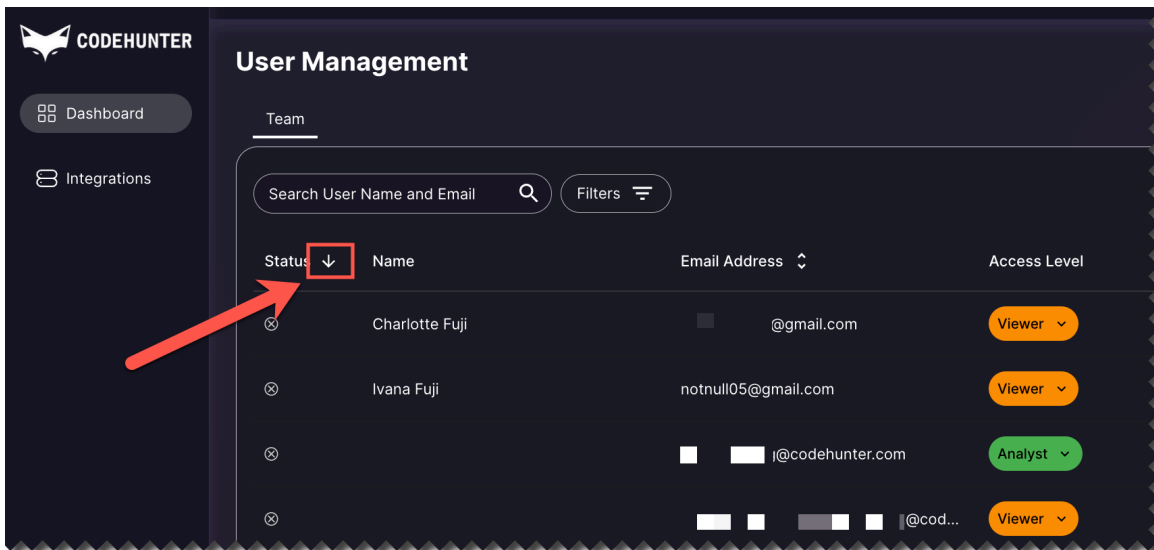 CODEHUNTER
User Management
Dashboard
Team
Integrations
Search User Name and Email Filters
Status Name Email Address Access Level
Charlotte Fuji @gmail.com Viewer
Ivana Fuji notnull05@gmail.com Viewer
@codehunter.com Analyst
@cod... Viewer